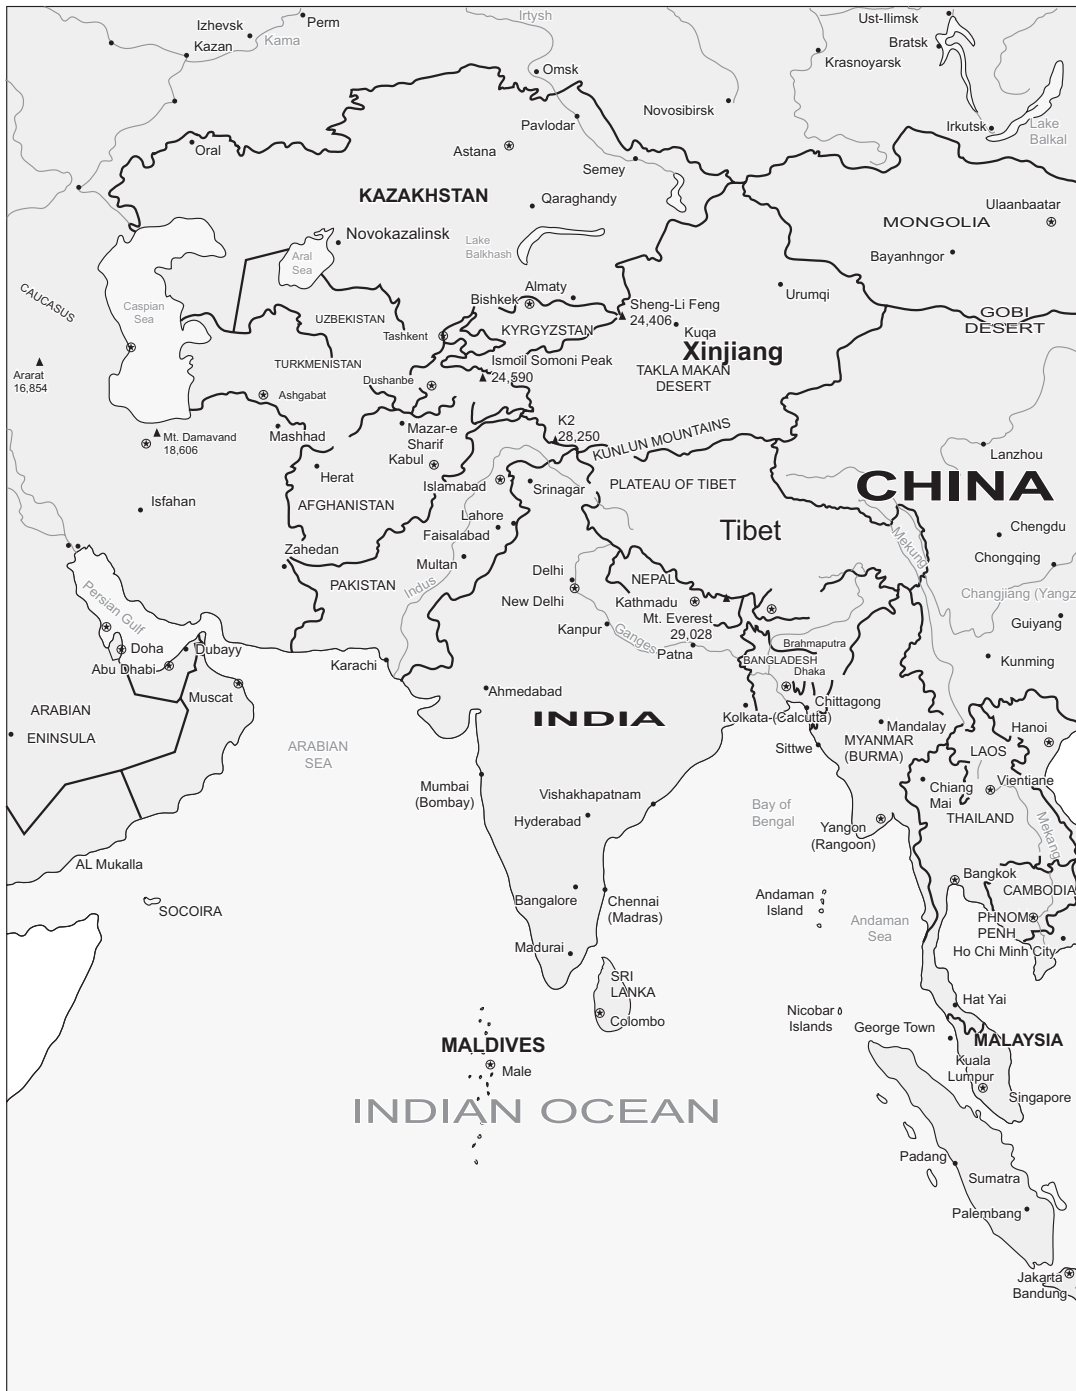 Irtysh
Ust-Ilimsk
Perm
Izhevsk
Kama
Kazan
Bratsk
Krasnoyarsk
Omsk
Novosibirsk
Pavlodar
Irkutsk
Lake
Balkal
Oral
Astana
Semey
KAZAKHSTAN
Qaraghandy
Ulaanbaatar
MONGOLIA
Novokazalinsk
Lake
Balkhash
Aral
Sea
Bayanhngor
CAUCASUS
Caspian
Sea
Almaty
Bishkek
Urumqi
Sheng-Li Feng
24,406
GOBI
DESERT
UZBEKISTAN
Tashkent
KYRGYZSTAN
Kuqa
Xinjiang
TAKLA MAKAN
DESERT
Ismoil Somoni Peak
24,590
TURKMENISTAN
Dushanbe
Ararat
16,854
Ashgabat
K2
28,250
KUNLUN MOUNTAINS
Mashhad
Mazar-e
Sharif
Mt. Damavand
18,606
Kabul
Lanzhou
Herat
Islamabad
Srinagar
PLATEAU OF TIBET
CHINA
Isfahan
AFGHANISTAN
Lahore
Faisalabad
Tibet
Mekung
Chengdu
Zahedan
Multan
Chongqing
PAKISTAN
Indus
Delhi
NEPAL
Persian Gulf
New Delhi
Kathmadu
Changjiang (Yangz
Mt. Everest
29,028
Kanpur
Ganges
Guiyang
Doha
Dubayy
Abu Dhabi
Karachi
Patna
Brahmaputra
BANGLADESH
Dhaka
Kunming
Muscat
Ahmedabad
Chittagong
ARABIAN
ENINSULA
INDIA
Kolkata-(Calcutta)
Mandalay
Hanoi
ARABIAN
SEA
Sittwe
MYANMAR
(BURMA)
LAOS
Mumbai
(Bombay)
Vishakhapatnam
Chiang
Mai
Vientiane
Bay of
Bengal
Hyderabad
THAILAND
Yangon
(Rangoon)
Mekang
AL Mukalla
Bangkok
SOCOIRA
Bangalore
Chennai
(Madras)
Andaman
Island
CAMBODIA
Andaman
Sea
PHNOM
PENH
Madurai
Ho Chi Minh City
SRI
LANKA
Hat Yai
Colombo
Nicobar
Islands
George Town
MALDIVES
MALAYSIA
Male
Kuala
Lumpur
INDIAN OCEAN
Singapore
Padang
Sumatra
Palembang
Jakarta
Bandung